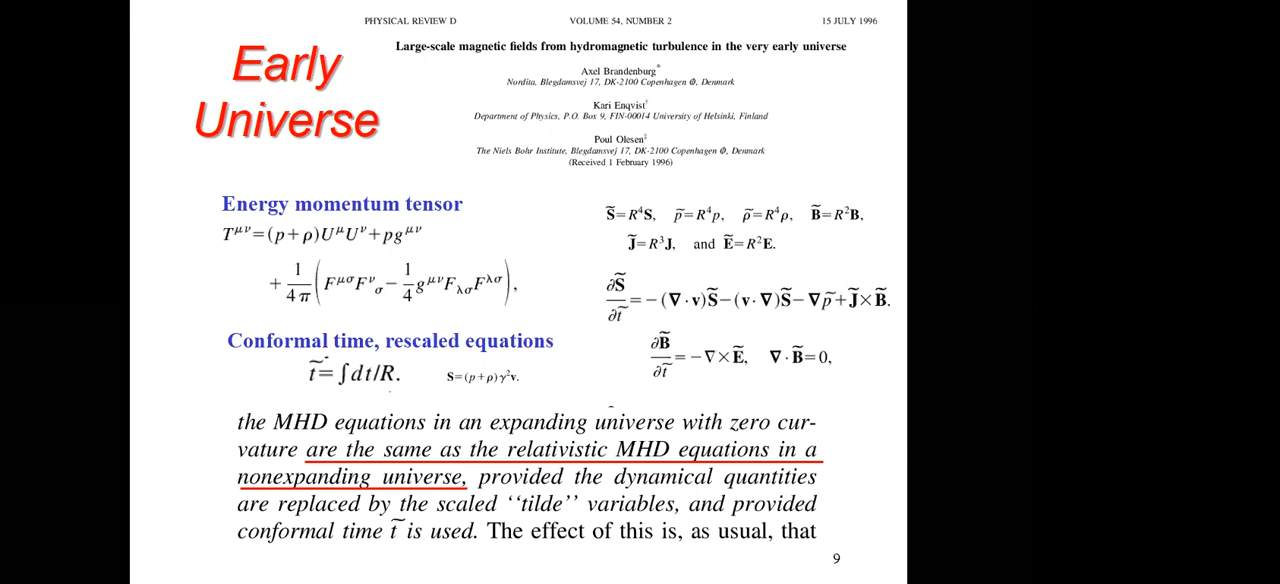 PHYSICAL REVIEW D VOLUME 54, NUMBER 2 15 JULY 1996
Early
Universe
Large-scale magnetic fields from hydromagnetic turbulence in the very early universe
Axel Brandenburg*
Nordita, Blegdamsvej 17, DK-2100 Copenhagen Ø, Denmark
Kari Enqvist†
Department of Physics, P.O. Box 9, FIN-00014 University of Helsinki, Finland
Poul Olesen‡
The Niels Bohr Institute, Blegdamsvej 17, DK-2100 Copenhagen Ø, Denmark
(Received 1 February 1996)
Energy momentum tensor
T^{μν}=(p+ρ)U^μU^ν+pg^{μν}
+ 1/4π (F^{μσ}F^ν_σ − 1/4 g^{μν}F_{λσ}F^{λσ}),
Conformal time, rescaled equations
t̃=∫dt/R. S=(p+ρ)γ²v.
S̃=R⁴S, p̃=R⁴p, ρ̃=R⁴ρ, B̃=R²B,
J̃=R³J, and Ẽ=R²E.
∂S̃/∂t̃=−(∇·v)S̃−(v·∇)S̃−∇p̃+J̃×B̃.
∂B̃/∂t̃=−∇×Ẽ, ∇·B̃=0,
the MHD equations in an expanding universe with zero cur-
vature are the same as the relativistic MHD equations in a
nonexpanding universe, provided the dynamical quantities
are replaced by the scaled ‘‘tilde’’ variables, and provided
conformal time t̃ is used. The effect of this is, as usual, that
9